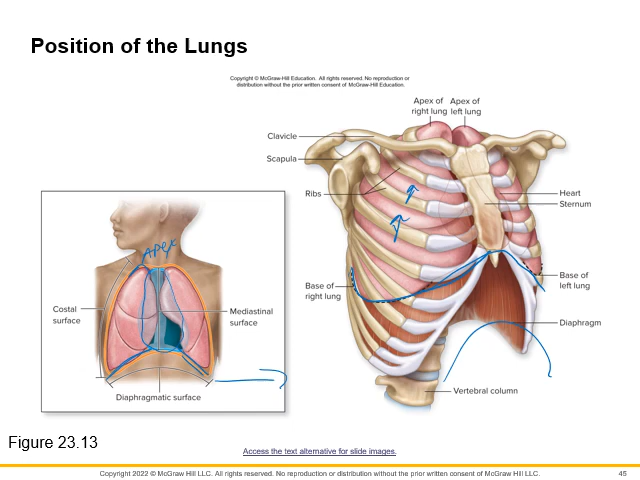 Position of the Lungs
Copyright © McGraw-Hill Education. All rights reserved. No reproduction or
distribution without the prior written consent of McGraw-Hill Education.
Apex of
right lung
Apex of
left lung
Clavicle
Scapula
Ribs
Heart
Sternum
Apex
Costal
surface
Mediastinal
surface
Base of
right lung
Base of
left lung
Diaphragm
Diaphragmatic surface
Vertebral column
Figure 23.13
Access the text alternative for slide images.
Copyright 2022 © McGraw Hill LLC. All rights reserved. No reproduction or distribution without the prior written consent of McGraw Hill LLC.
45